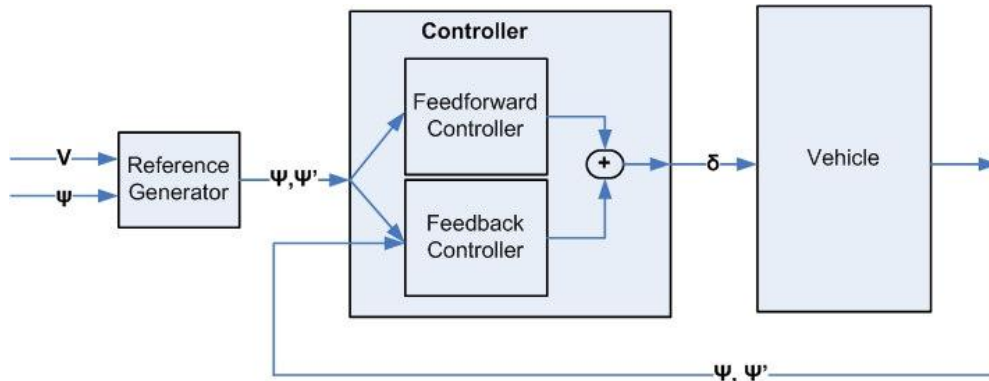 Controller
Feedforward
Controller
V
Reference
Generator
ψ
Ψ,Ψ'
+
δ
Vehicle
Feedback
Controller
Ψ, Ψ'